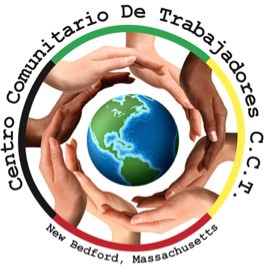 Centro Comunitario De Trabajadores C.C.T.
New Bedford, Massachusetts